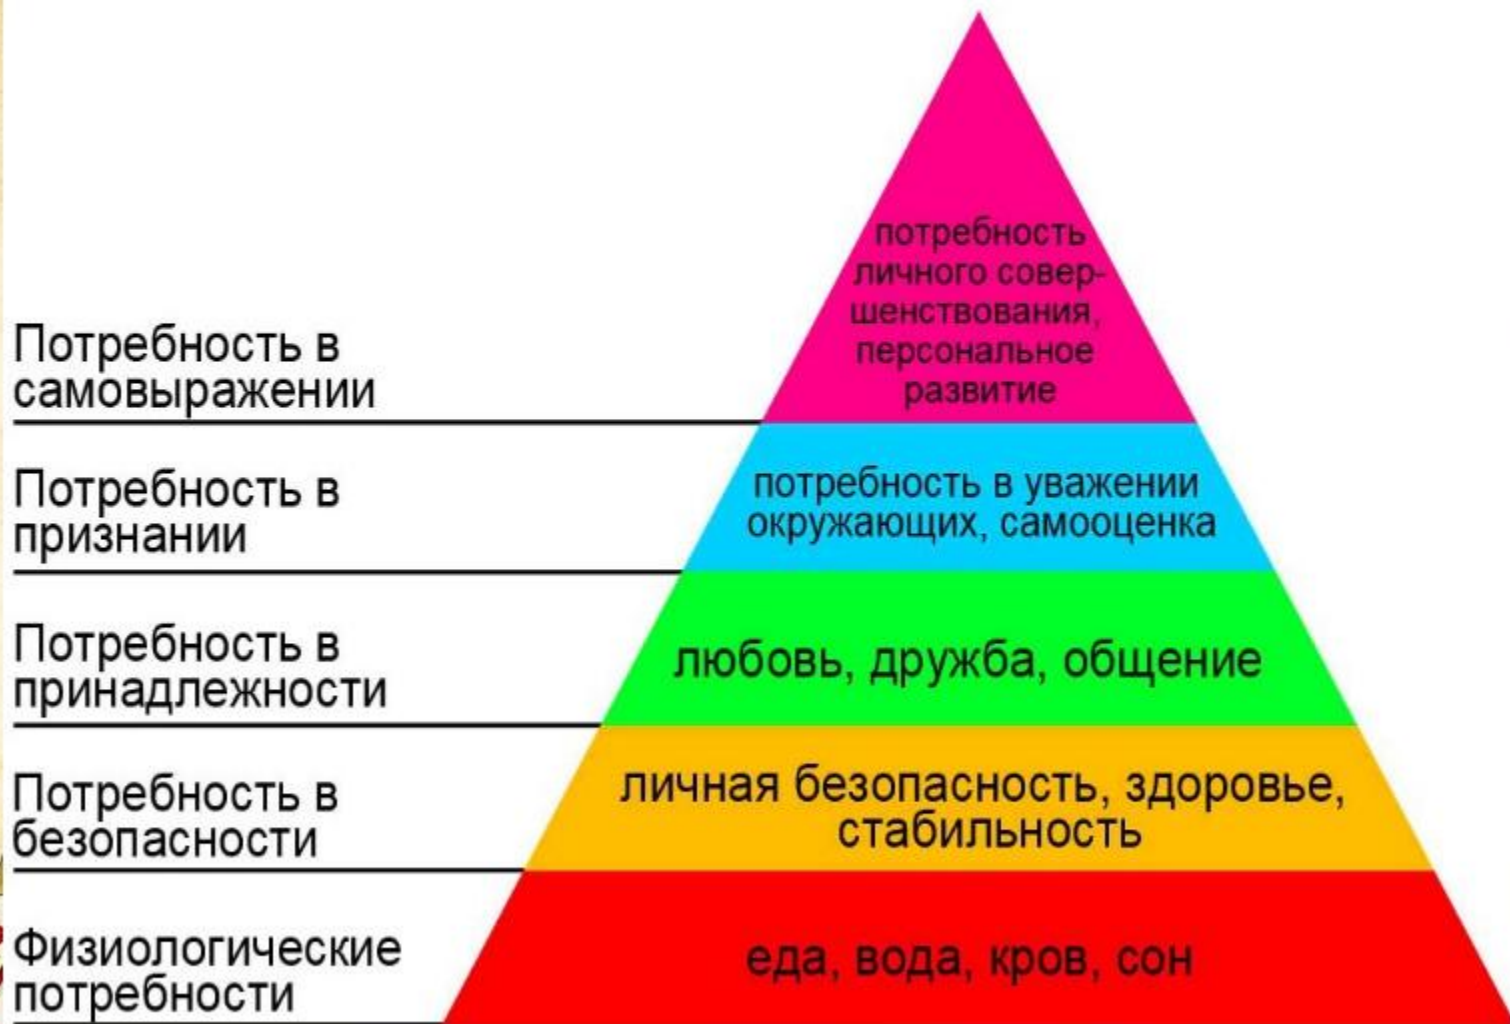 потребность
личного совер-
шенствования,
персональное
развитие
Потребность в
самовыражении
потребность в уважении
окружающих, самооценка
Потребность в
признании
любовь, дружба, общение
Потребность в
принадлежности
личная безопасность, здоровье,
стабильность
Потребность в
безопасности
еда, вода, кров, сон
Физиологические
потребности